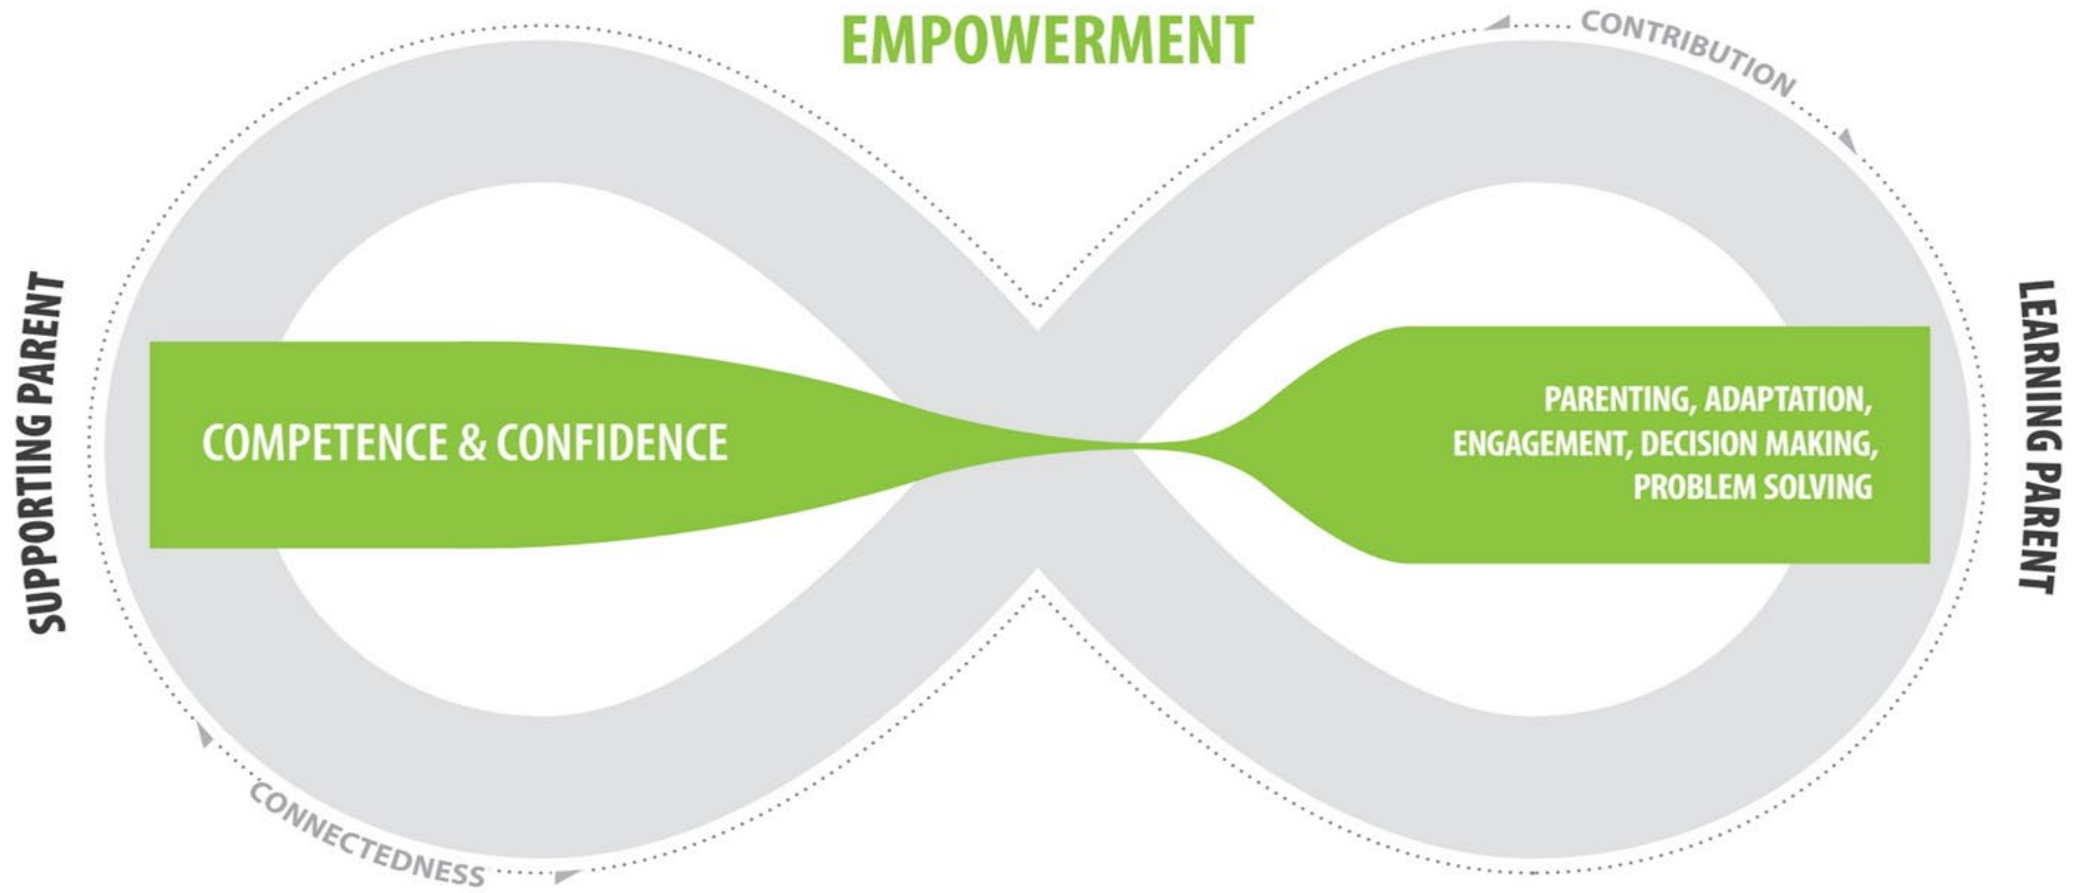 EMPOWERMENT
CONTRIBUTION
SUPPORTING PARENT
COMPETENCE & CONFIDENCE
PARENTING, ADAPTATION,
ENGAGEMENT, DECISION MAKING,
PROBLEM SOLVING
LEARNING PARENT
CONNECTEDNESS